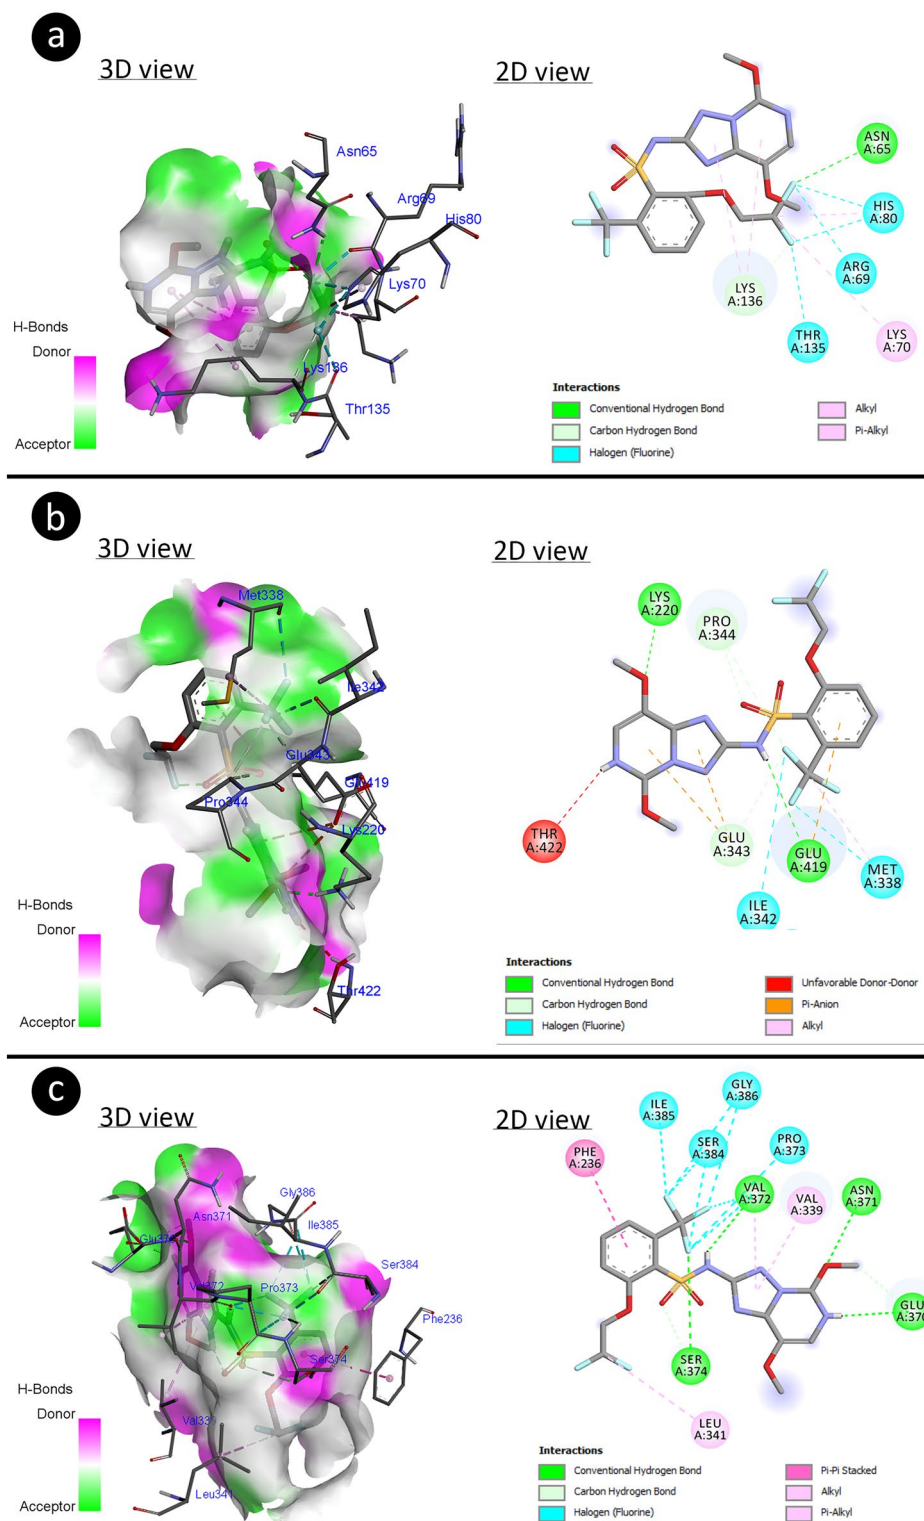 a
3D view
2D view
Asn65
Arg69
His80
Lys70
Lys136
Thr135
H-Bonds
Donor
Acceptor
ASN
A:65
HIS
A:80
ARG
A:69
LYS
A:136
THR
A:135
LYS
A:70
Interactions
Conventional Hydrogen Bond
Carbon Hydrogen Bond
Halogen (Fluorine)
Alkyl
Pi-Alkyl
b
3D view
2D view
Met338
Ile342
Glu343
Glu419
Pro344
Lys220
Thr422
H-Bonds
Donor
Acceptor
LYS
A:220
PRO
A:344
THR
A:422
GLU
A:343
GLU
A:419
MET
A:338
ILE
A:342
Interactions
Conventional Hydrogen Bond
Carbon Hydrogen Bond
Halogen (Fluorine)
Unfavorable Donor-Donor
Pi-Anion
Alkyl
c
3D view
2D view
Gly386
Asn371
Ile385
Ser384
Pro373
Phe236
Ser374
Leu341
H-Bonds
Donor
Acceptor
GLY
A:386
ILE
A:385
SER
A:384
PRO
A:373
PHE
A:236
VAL
A:372
VAL
A:339
ASN
A:371
GLU
A:370
SER
A:374
LEU
A:341
Interactions
Conventional Hydrogen Bond
Carbon Hydrogen Bond
Halogen (Fluorine)
Pi-Pi Stacked
Alkyl
Pi-Alkyl